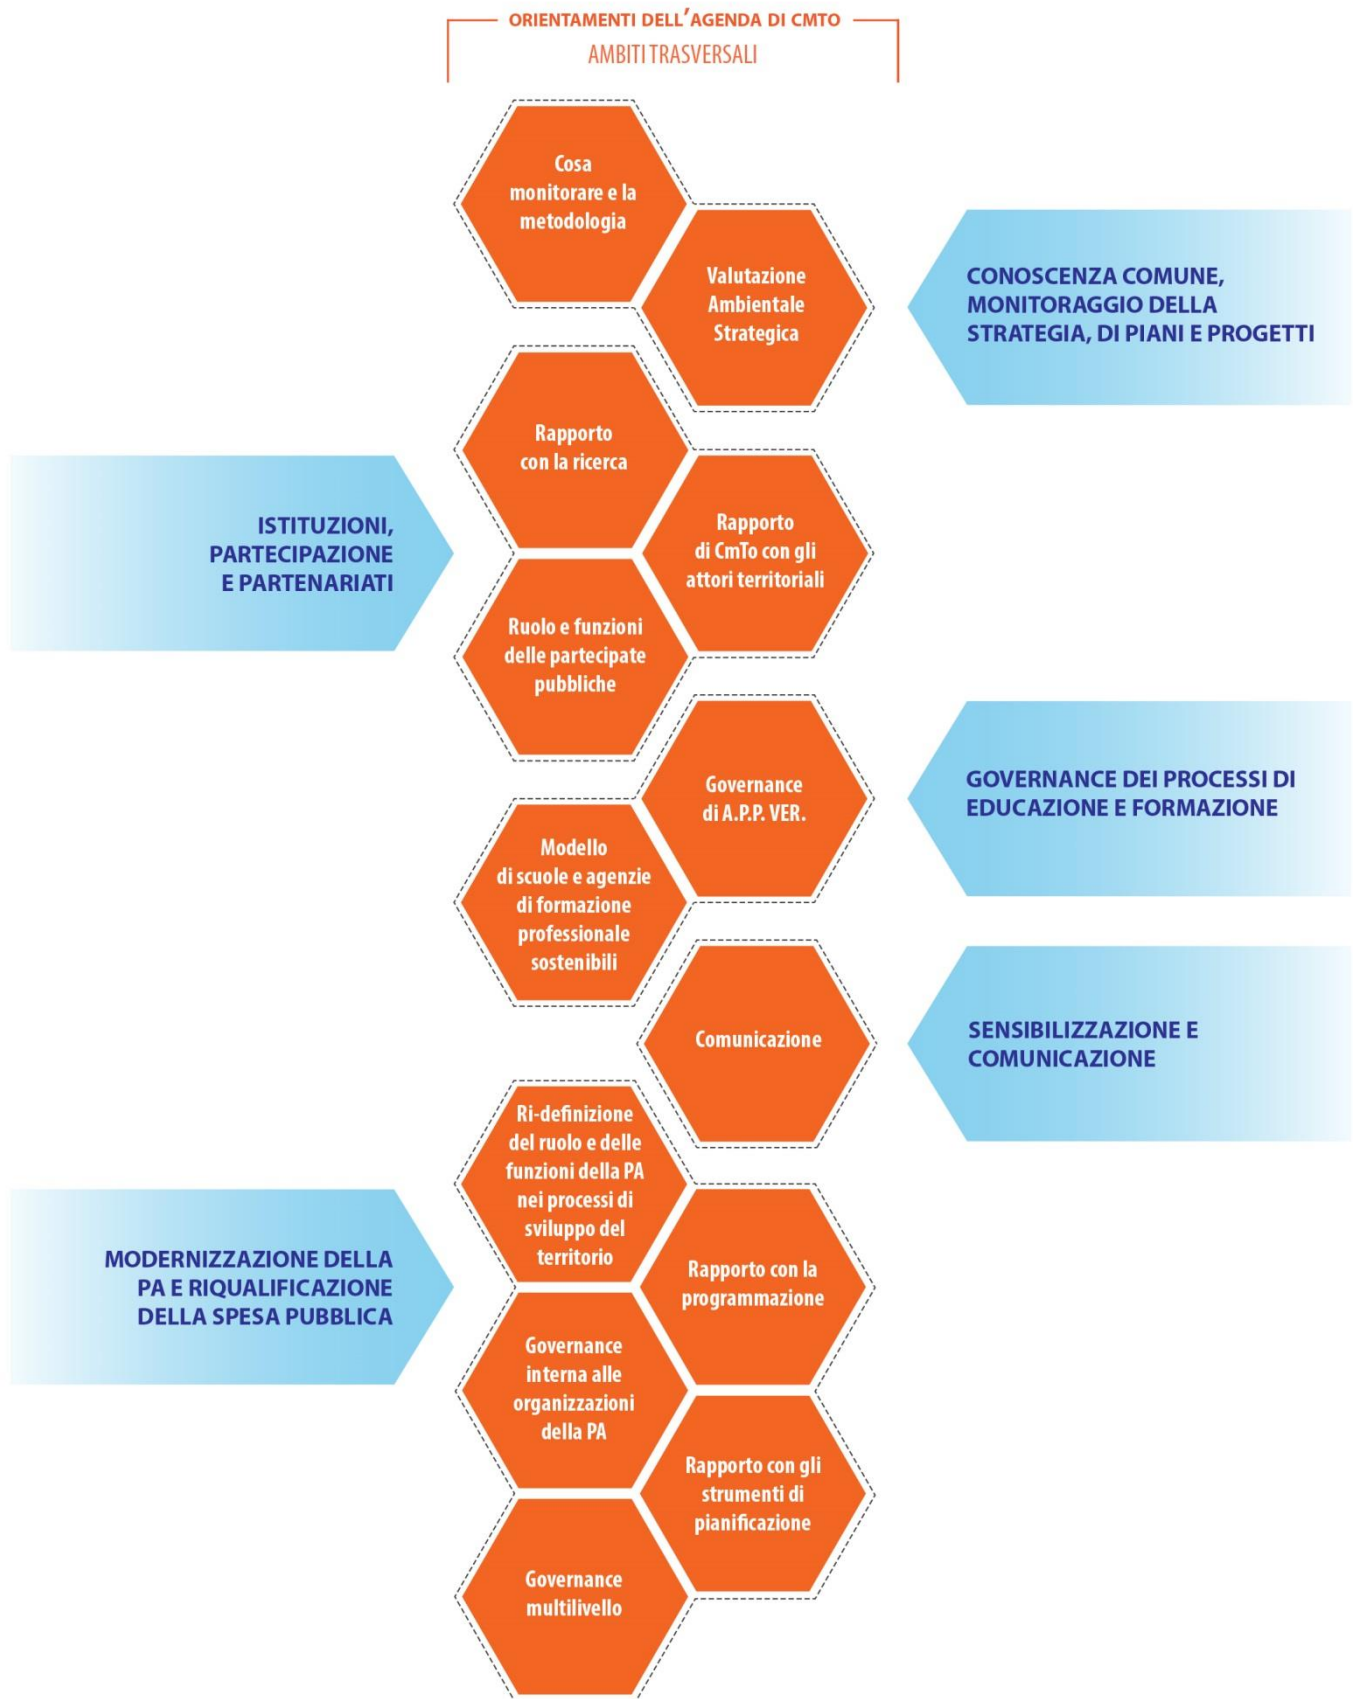 ORIENTAMENTI DELL'AGENDA DI CMTO
AMBITI TRASVERSALI
Cosa
monitorare e la
metodologia
Valutazione
Ambientale
Strategica
CONOSCENZA COMUNE,
MONITORAGGIO DELLA
STRATEGIA, DI PIANI E PROGETTI
Rapporto
con la ricerca
ISTITUZIONI,
PARTECIPAZIONE
E PARTENARIATI
Rapporto
di CmTo con gli
attori territoriali
Ruolo e funzioni
delle partecipate
pubbliche
Governance
di A.P.P. VER.
GOVERNANCE DEI PROCESSI DI
EDUCAZIONE E FORMAZIONE
Modello
di scuole e agenzie
di formazione
professionale
sostenibili
Comunicazione
SENSIBILIZZAZIONE E
COMUNICAZIONE
Ri-definizione
del ruolo e delle
funzioni della PA
nei processi di
sviluppo del
territorio
MODERNIZZAZIONE DELLA
PA E RIQUALIFICAZIONE
DELLA SPESA PUBBLICA
Rapporto con la
programmazione
Governance
interna alle
organizzazioni
della PA
Rapporto con gli
strumenti di
pianificazione
Governance
multilivello